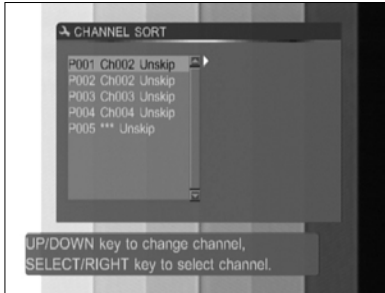 CHANNEL SORT
P001 Ch002 Unskip
P002 Ch002 Unskip
P003 Ch003 Unskip
P004 Ch004 Unskip
P005 *** Unskip
UP/DOWN key to change channel,
SELECT/RIGHT key to select channel.